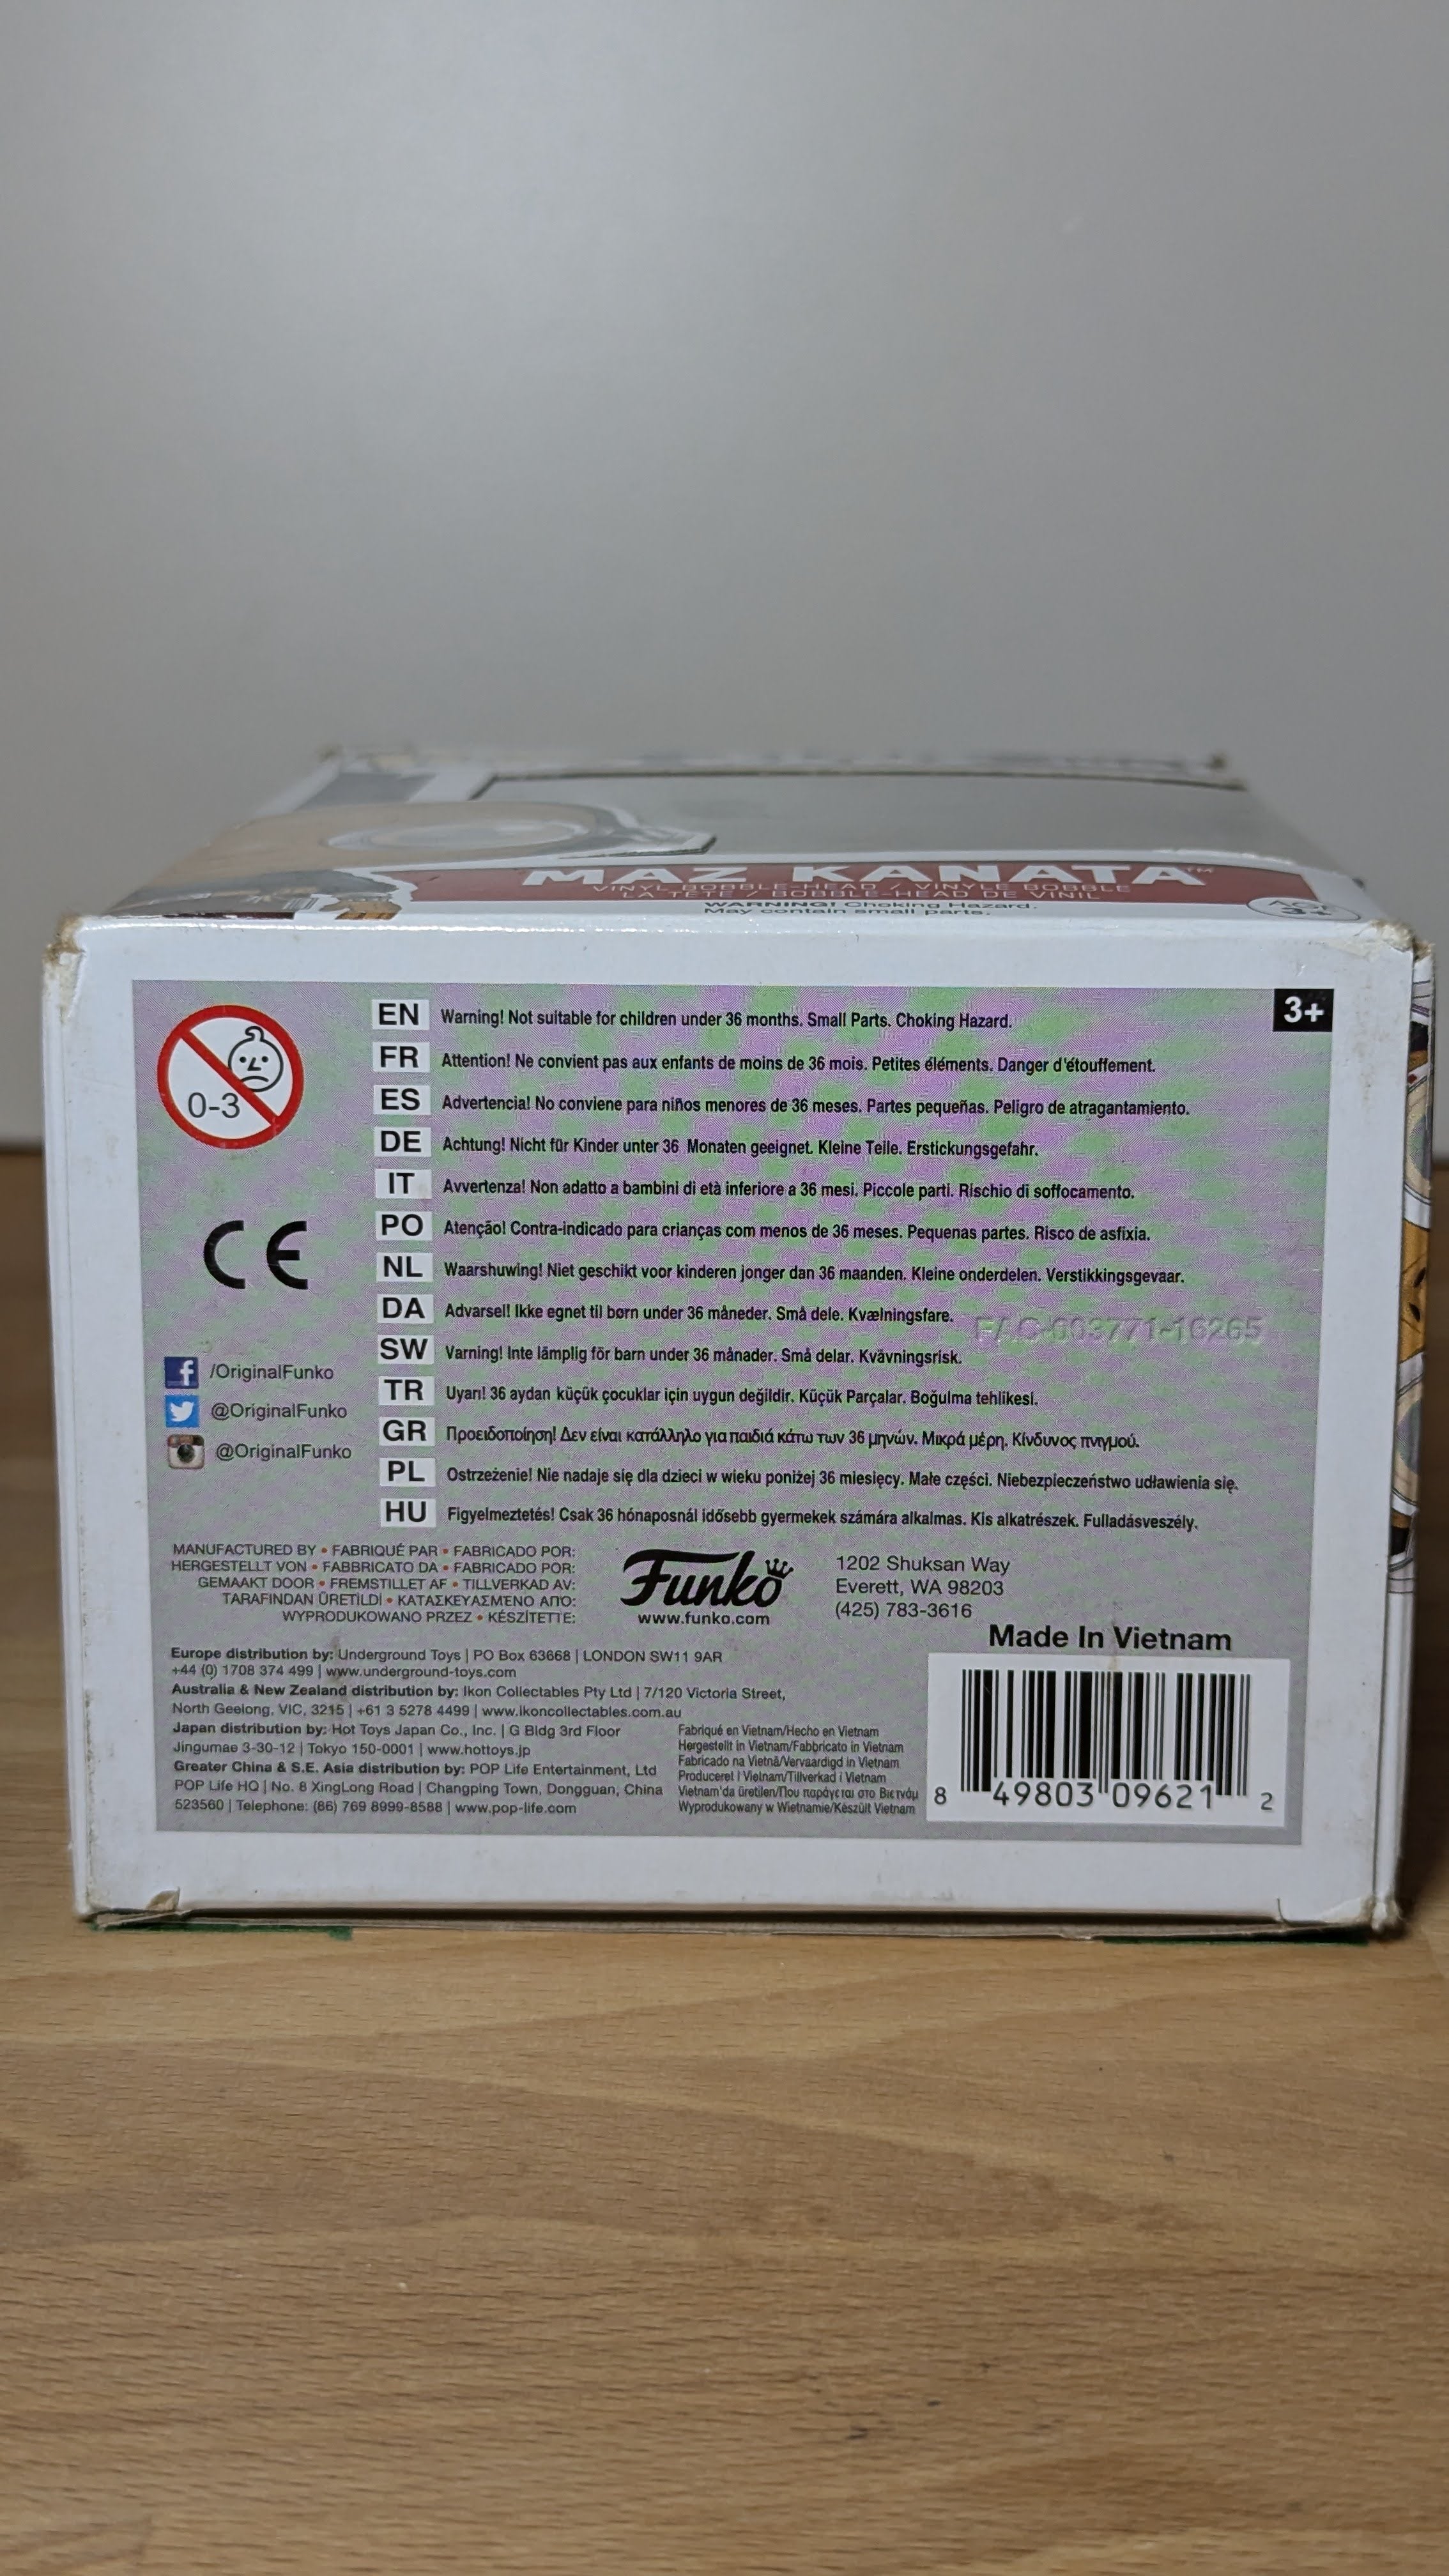 MAZ KANATA™
VINYL BOBBLE-HEAD / VINYLE BOBBLE
LA TÊTE / BOBBLE-HEAD DE VINIL
WARNING! Choking Hazard.
May contain small parts.
AGE
3+
3+
0-3
EN Warning! Not suitable for children under 36 months. Small Parts. Choking Hazard.
FR Attention! Ne convient pas aux enfants de moins de 36 mois. Petites éléments. Danger d'étouffement.
ES Advertencia! No conviene para niños menores de 36 meses. Partes pequeñas. Peligro de atragantamiento.
DE Achtung! Nicht für Kinder unter 36 Monaten geeignet. Kleine Teile. Erstickungsgefahr.
IT Avvertenza! Non adatto a bambini di età inferiore a 36 mesi. Piccole parti. Rischio di soffocamento.
PO Atenção! Contra-indicado para crianças com menos de 36 meses. Pequenas partes. Risco de asfixia.
NL Waarshuwing! Niet geschikt voor kinderen jonger dan 36 maanden. Kleine onderdelen. Verstikkingsgevaar.
DA Advarsel! Ikke egnet til børn under 36 måneder. Små dele. Kvælningsfare.
FAC-003771-16265
SW Varning! Inte lämplig för barn under 36 månader. Små delar. Kvävningsrisk.
TR Uyarı! 36 aydan küçük çocuklar için uygun değildir. Küçük Parçalar. Boğulma tehlikesi.
GR Προειδοποίηση! Δεν είναι κατάλληλο για παιδιά κάτω των 36 μηνών. Μικρά μέρη. Κίνδυνος πνιγμού.
PL Ostrzeżenie! Nie nadaje się dla dzieci w wieku poniżej 36 miesięcy. Małe części. Niebezpieczeństwo udławienia się.
HU Figyelmeztetés! Csak 36 hónaposnál idősebb gyermekek számára alkalmas. Kis alkatrészek. Fulladásveszély.
CE
/OriginalFunko
@OriginalFunko
@OriginalFunko
MANUFACTURED BY • FABRIQUÉ PAR • FABRICADO POR:
HERGESTELLT VON • FABBRICATO DA • FABRICADO POR:
GEMAAKT DOOR • FREMSTILLET AF • TILLVERKAD AV:
TARAFINDAN ÜRETİLDİ • ΚΑΤΑΣΚΕΥΑΣΜΈΝΟ ΑΠΌ:
WYPRODUKOWANO PRZEZ • KÉSZÍTETTE:
Funko
www.funko.com
1202 Shuksan Way
Everett, WA 98203
(425) 783-3616
Made In Vietnam
Europe distribution by: Underground Toys | PO Box 63668 | LONDON SW11 9AR
+44 (0) 1708 374 499 | www.underground-toys.com
Australia & New Zealand distribution by: Ikon Collectables Pty Ltd | 7/120 Victoria Street,
North Geelong, VIC, 3215 | +61 3 5278 4499 | www.ikoncollectables.com.au
Japan distribution by: Hot Toys Japan Co., Inc. | G Bldg 3rd Floor
Jingumae 3-30-12 | Tokyo 150-0001 | www.hottoys.jp
Greater China & S.E. Asia distribution by: POP Life Entertainment, Ltd
POP Life HQ | No. 8 XingLong Road | Changping Town, Dongguan, China
523560 | Telephone: (86) 769 8999-8588 | www.pop-life.com
Fabriqué en Vietnam/Hecho en Vietnam
Hergestellt in Vietnam/Fabbricato in Vietnam
Fabricado na Vietnã/Vervaardigd in Vietnam
Produceret i Vietnam/Tillverkad i Vietnam
Vietnam'da üretilen/Που παράγεται στο Βιετνάμ
Wyprodukowany w Wietnamie/Készült Vietnam
8 49803 09621 2